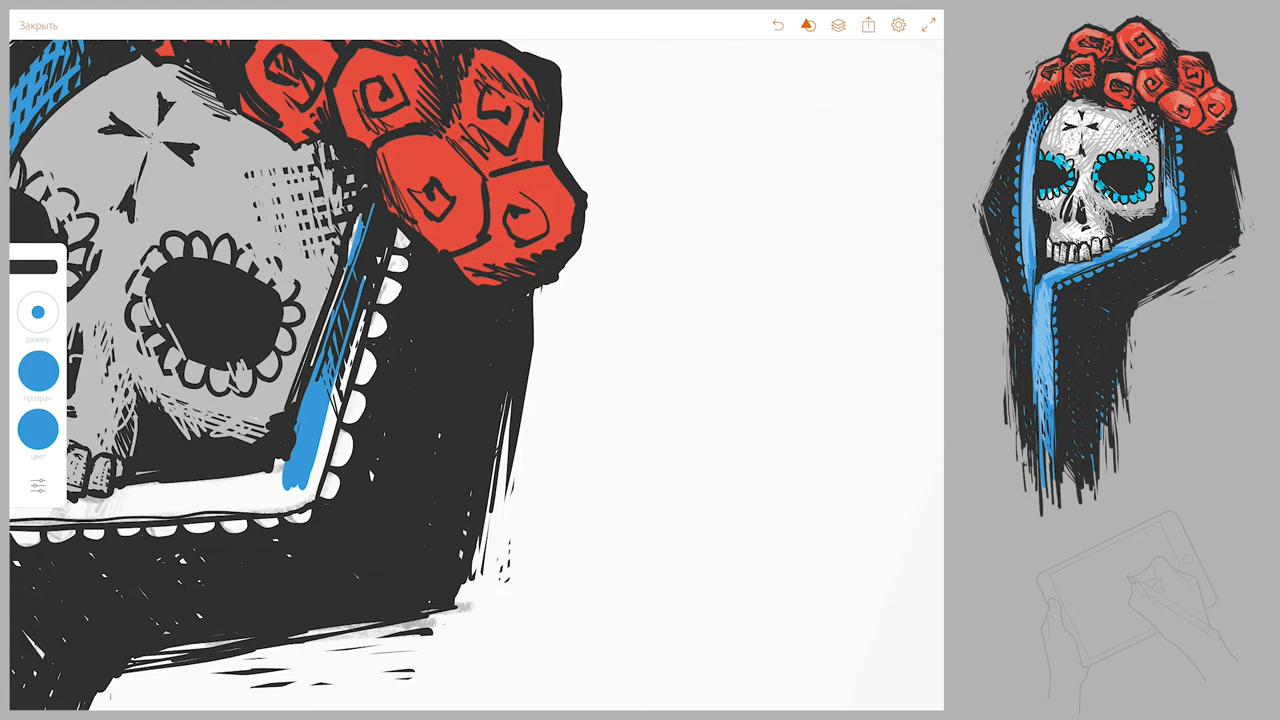 Закрыть
размер
прозрач.
цвет